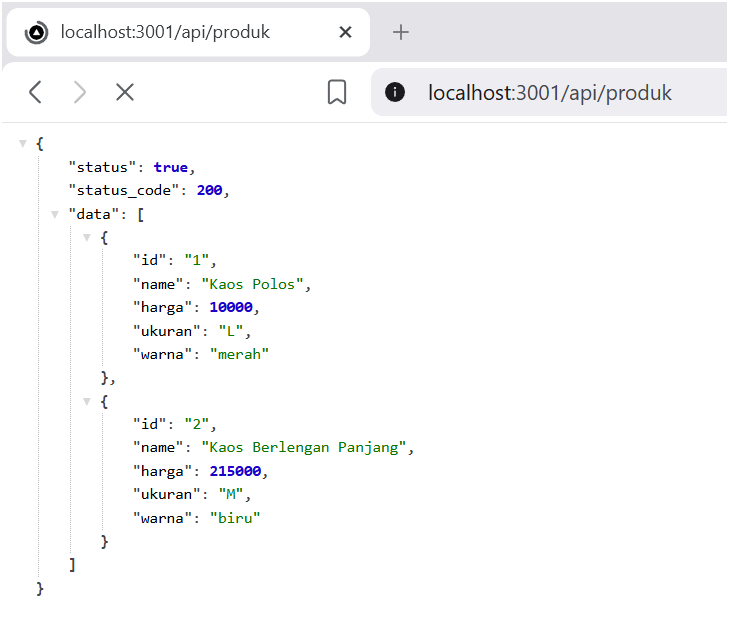 localhost:3001/api/produk
localhost:3001/api/produk
{
"status": true,
"status_code": 200,
"data": [
{
"id": "1",
"name": "Kaos Polos",
"harga": 10000,
"ukuran": "L",
"warna": "merah"
},
{
"id": "2",
"name": "Kaos Berlengan Panjang",
"harga": 215000,
"ukuran": "M",
"warna": "biru"
}
]
}